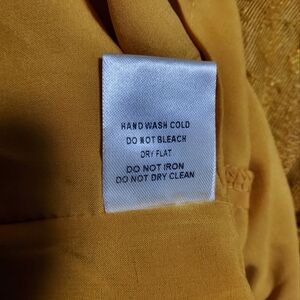 HAND WASH COLD
DO NOT BLEACH
DRY FLAT
DO NOT IRON
DO NOT DRY CLEAN